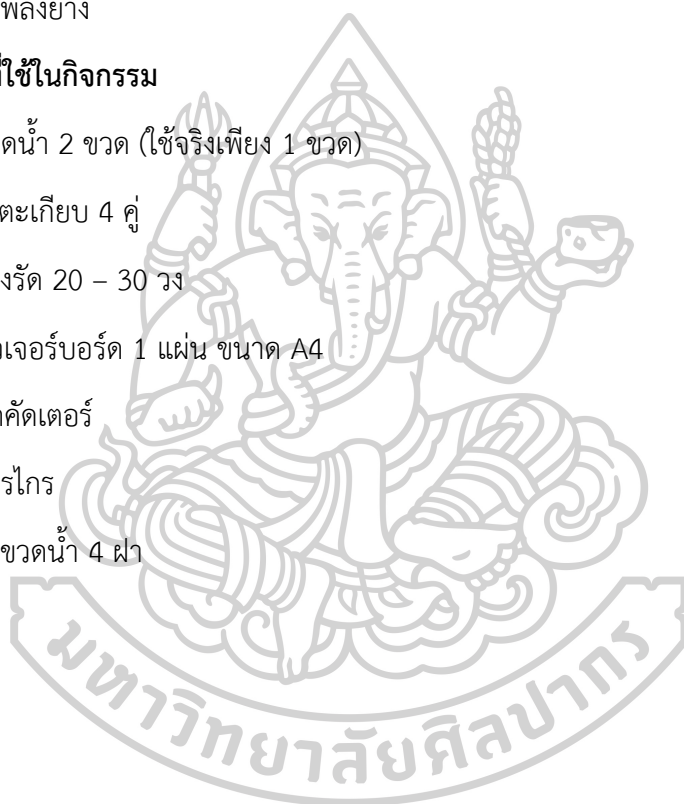 พลังยาง
ที่ใช้ในกิจกรรม
ดน้ำ 2 ขวด (ใช้จริงเพียง 1 ขวด)
ตะเกียบ 4 คู่
งรัด 20 – 30 วง
วเจอร์บอร์ด 1 แผ่น ขนาด A4
คัดเตอร์
รไกร
ขวดน้ำ 4 ฝา
มหาวิทยาลัยศิลปากร